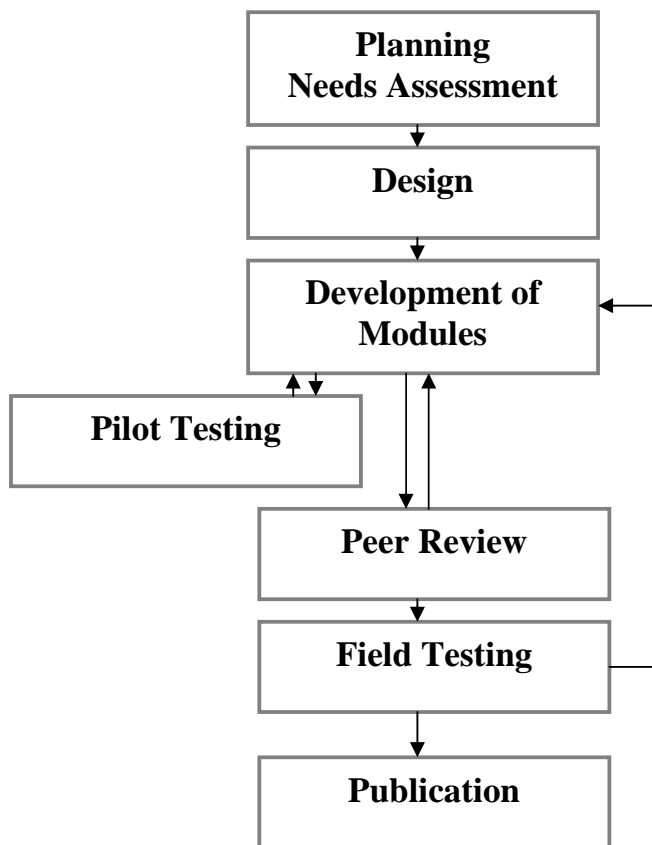 Planning
Needs Assessment
Design
Development of
Modules
Pilot Testing
Peer Review
Field Testing
Publication